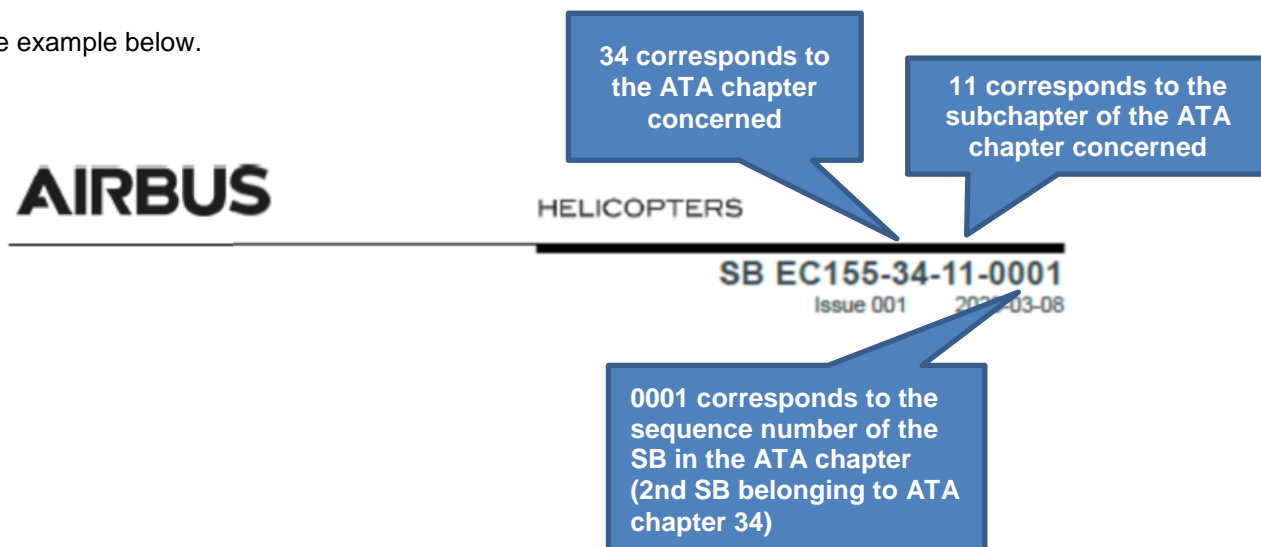 e example below.
34 corresponds to
the ATA chapter
concerned
11 corresponds to the
subchapter of the ATA
chapter concerned
AIRBUS
HELICOPTERS
SB EC155-34-11-0001
Issue 001
-03-08
0001 corresponds to the
sequence number of the
SB in the ATA chapter
(2nd SB belonging to ATA
chapter 34)